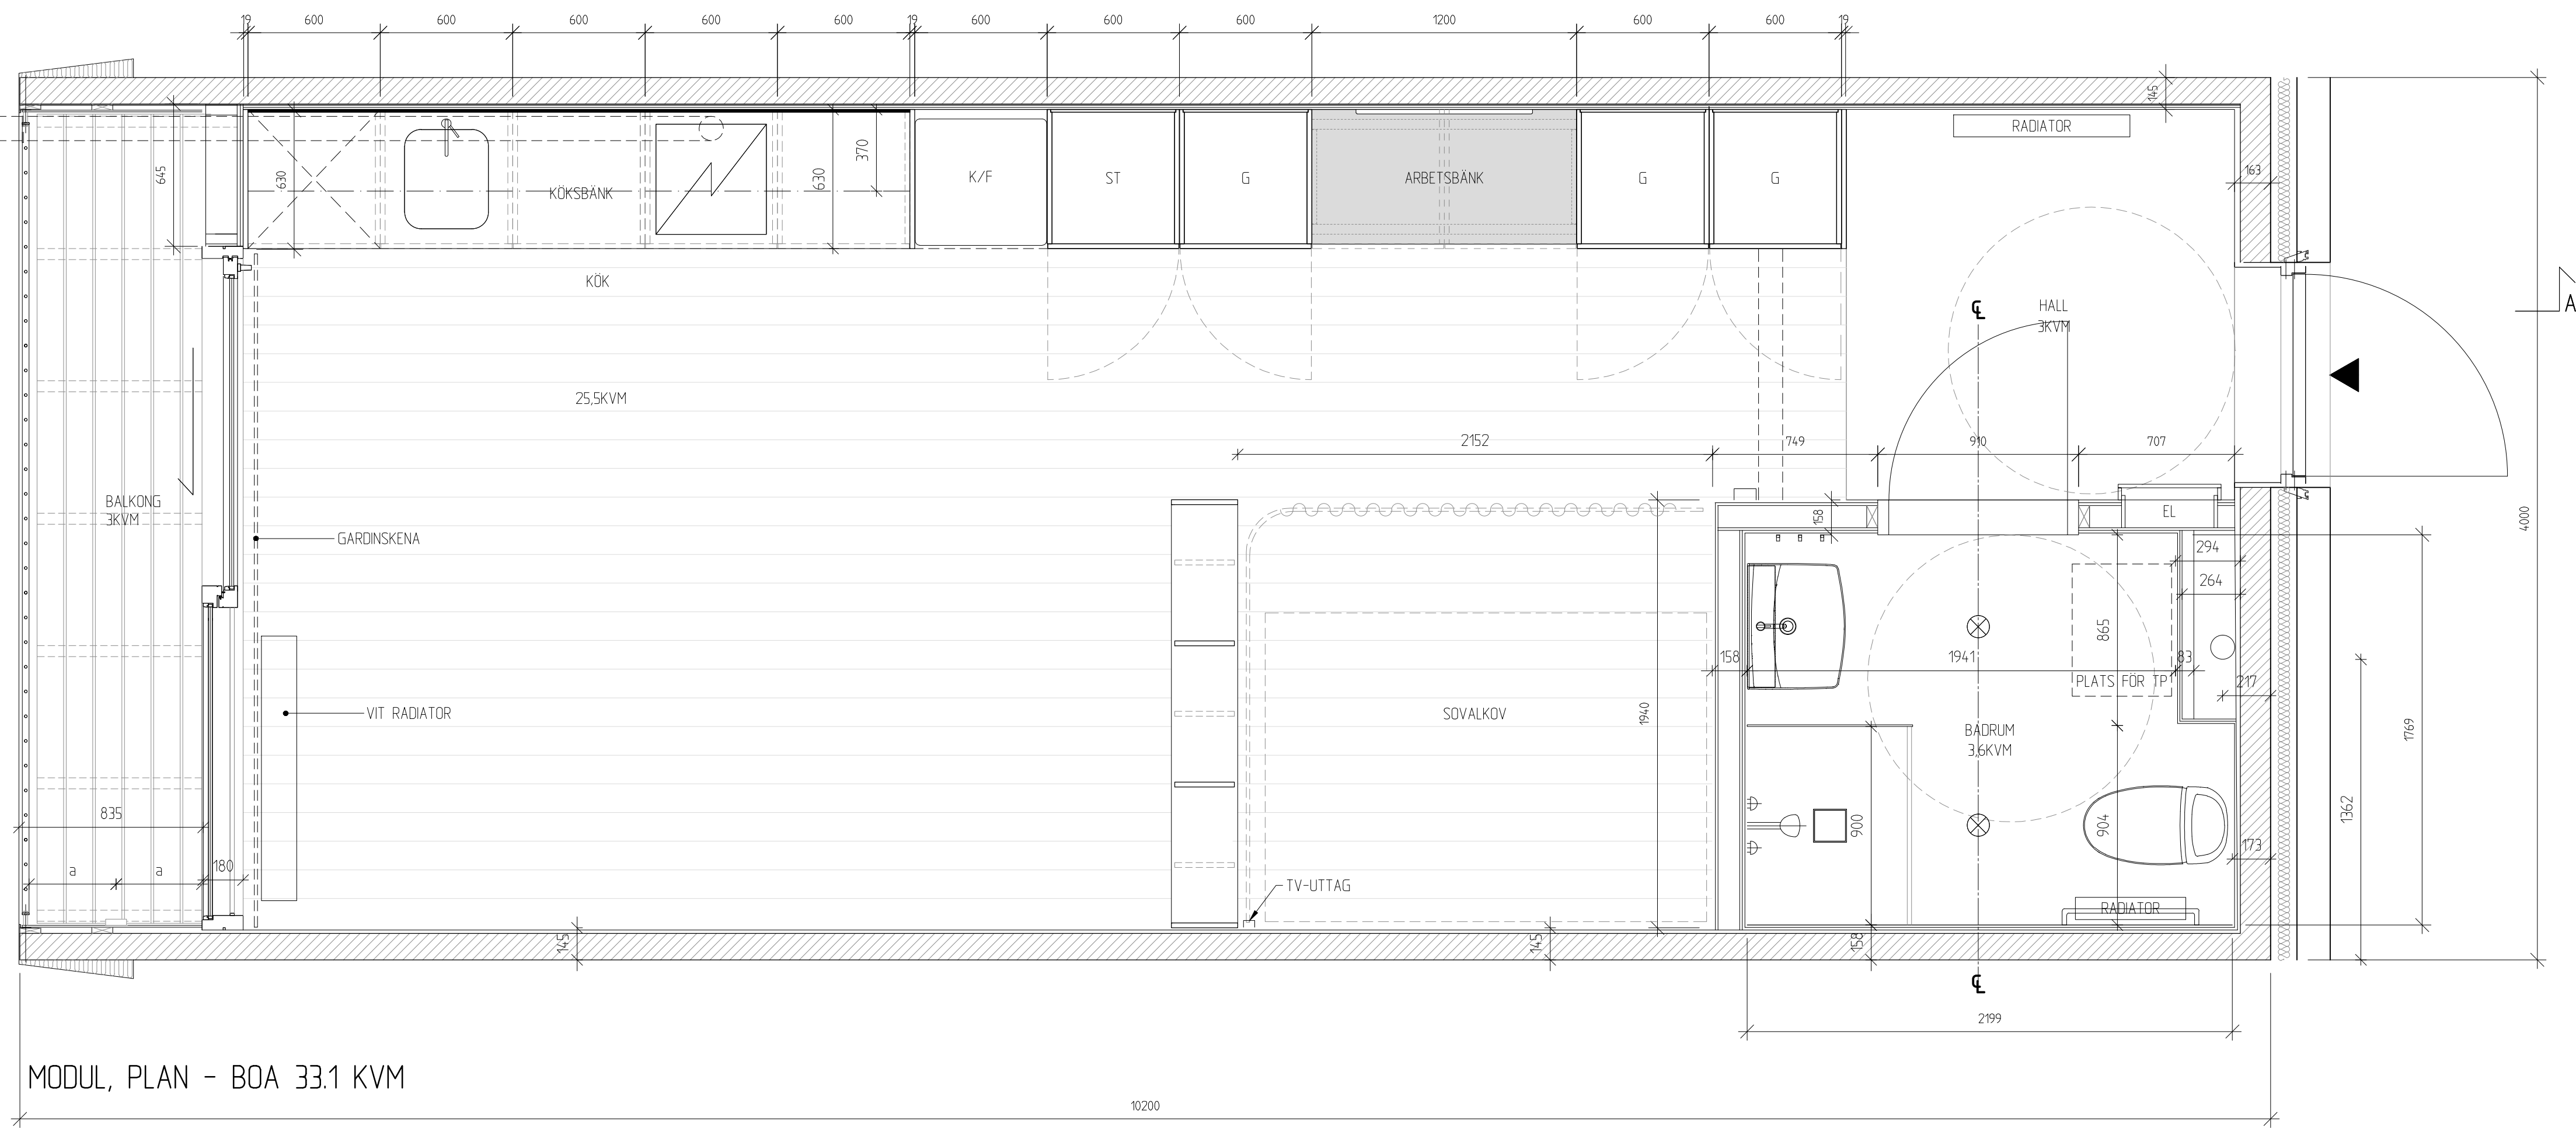 19 600 600 600 600 600 19 600 600 600 1200 600 600 19
145
RADIATOR
645
630
KÖKSBÄNK
630
370
K/F
ST
G
ARBETSBÄNK
G
G
163
KÖK
HALL
3KVM
A
25,5KVM
2152
749
910
707
BALKONG
3KVM
GARDINSKENA
158
EL
4000
294
264
865
158
1941
83
PLATS FÖR TP
217
VIT RADIATOR
SOVALKOV
1940
BADRUM
3,6KVM
1769
835
900
904
1362
a
a
180
173
TV-UTTAG
RADIATOR
145
145
158
2199
MODUL, PLAN - BOA 33.1 KVM
10200